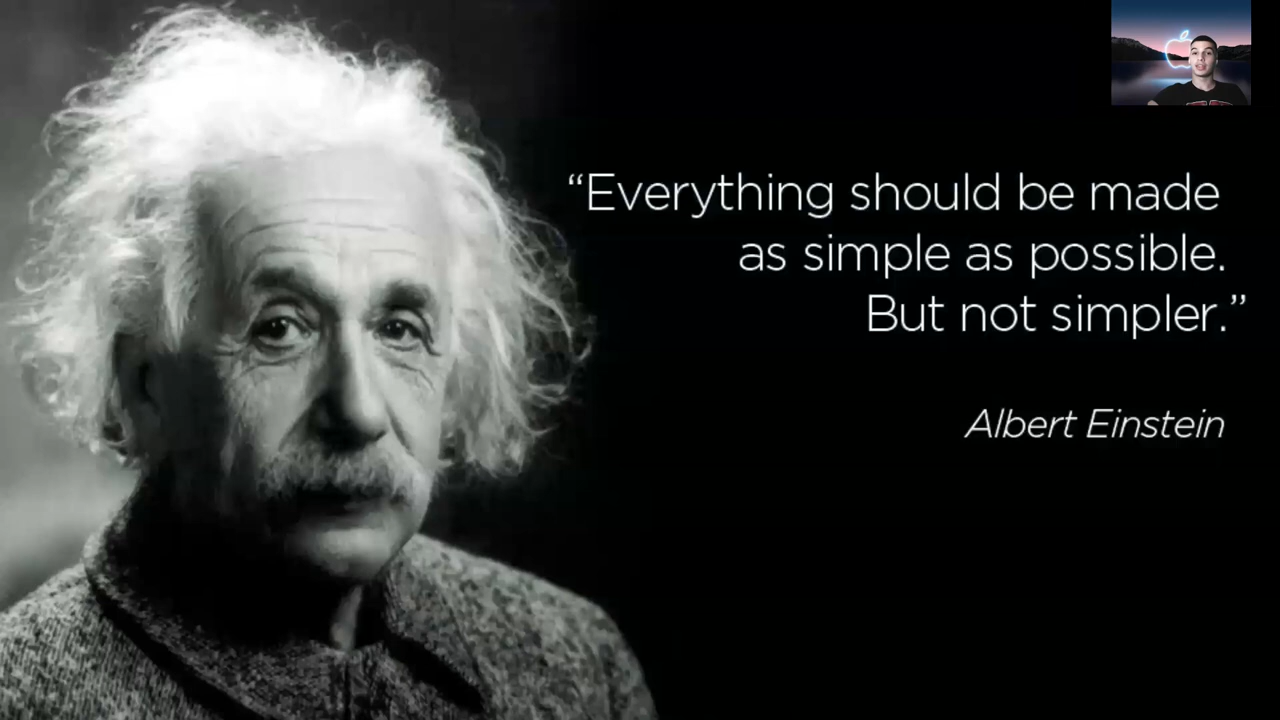 “Everything should be made
as simple as possible.
But not simpler.”
Albert Einstein